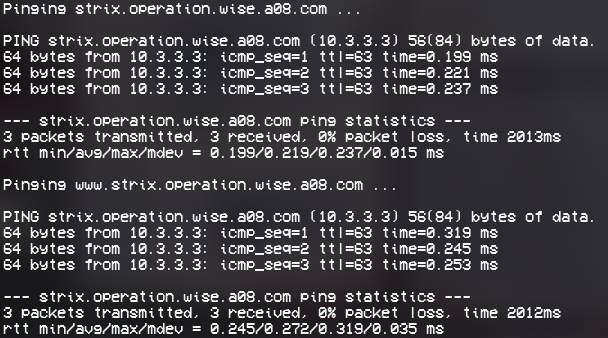 Pinging strix.operation.wise.a08.com ...
PING strix.operation.wise.a08.com (10.3.3.3) 56(84) bytes of data.
64 bytes from 10.3.3.3: icmp_seq=1 ttl=63 time=0.199 ms
64 bytes from 10.3.3.3: icmp_seq=2 ttl=63 time=0.221 ms
64 bytes from 10.3.3.3: icmp_seq=3 ttl=63 time=0.237 ms
--- strix.operation.wise.a08.com ping statistics ---
3 packets transmitted, 3 received, 0% packet loss, time 2013ms
rtt min/avg/max/mdev = 0.199/0.219/0.237/0.015 ms
Pinging www.strix.operation.wise.a08.com ...
PING strix.operation.wise.a08.com (10.3.3.3) 56(84) bytes of data.
64 bytes from 10.3.3.3: icmp_seq=1 ttl=63 time=0.319 ms
64 bytes from 10.3.3.3: icmp_seq=2 ttl=63 time=0.245 ms
64 bytes from 10.3.3.3: icmp_seq=3 ttl=63 time=0.253 ms
--- strix.operation.wise.a08.com ping statistics ---
3 packets transmitted, 3 received, 0% packet loss, time 2012ms
rtt min/avg/max/mdev = 0.245/0.272/0.319/0.035 ms